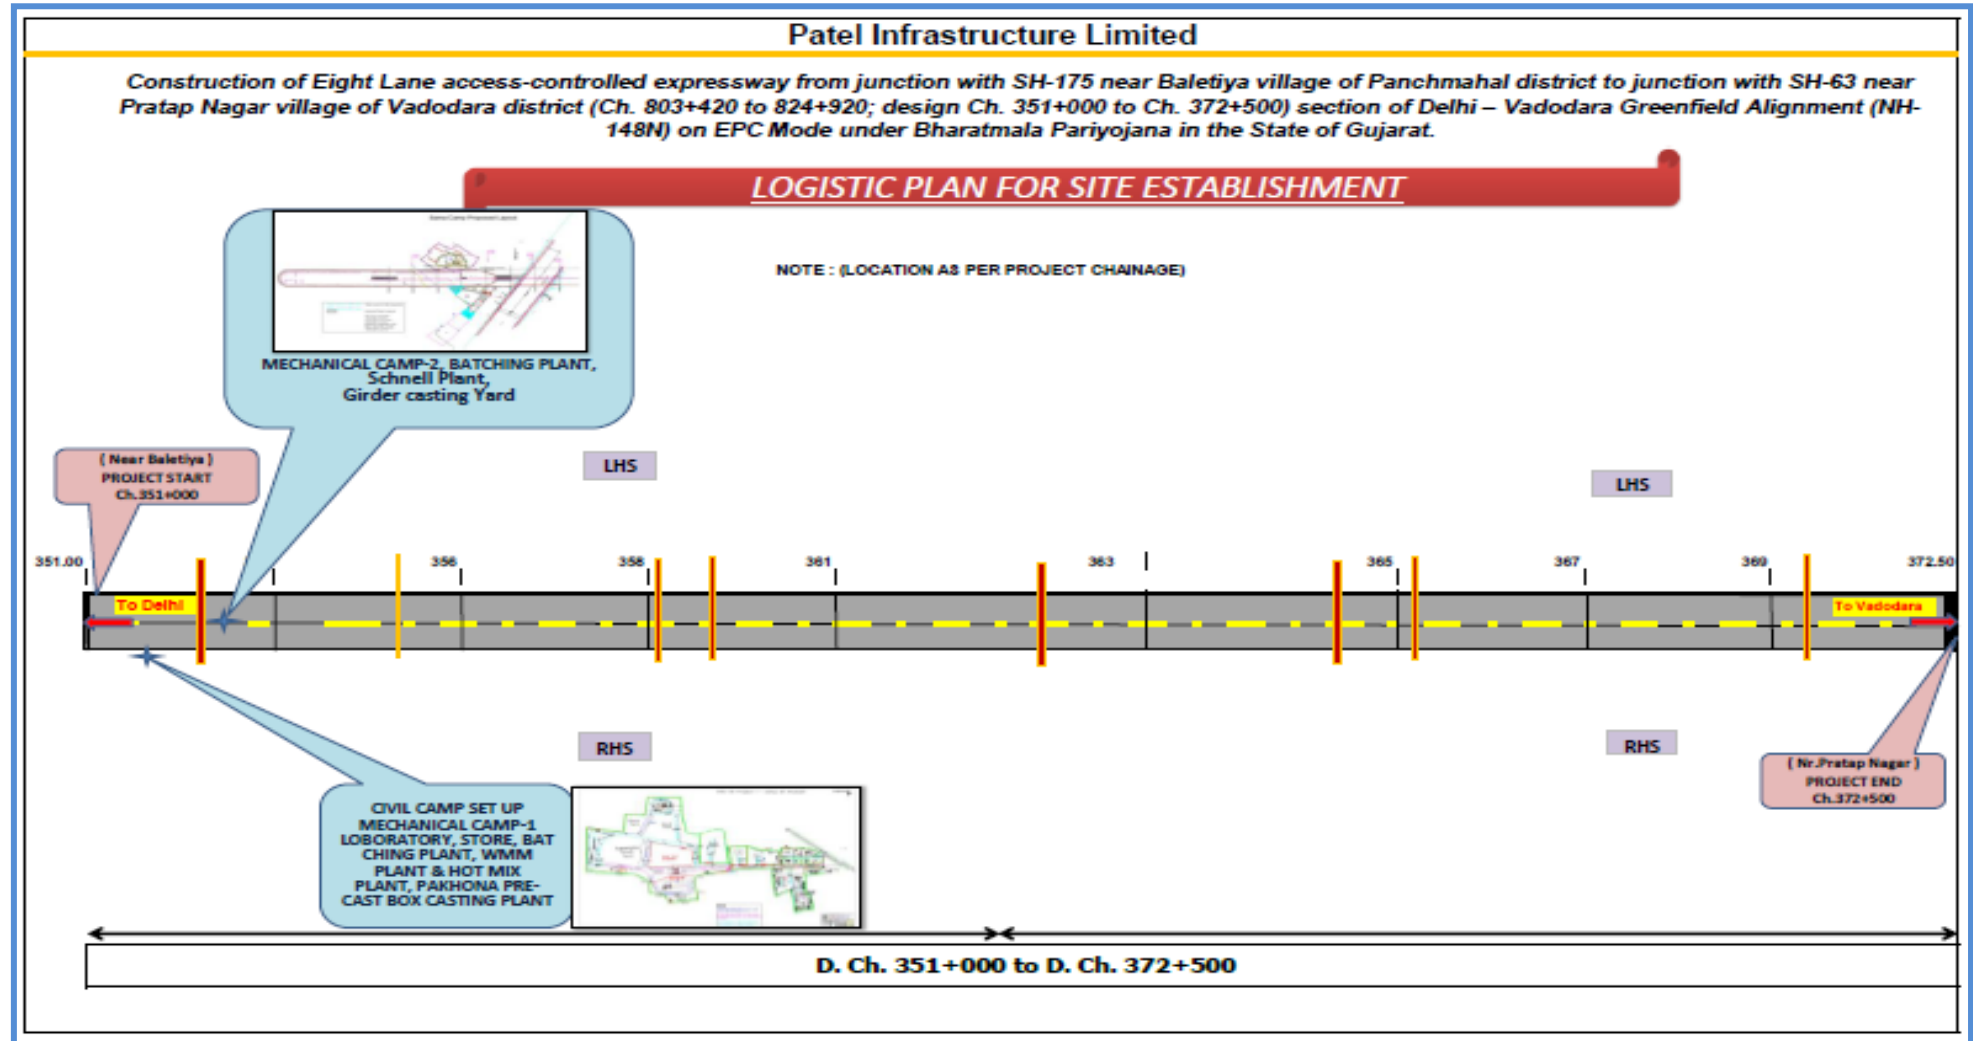 Patel Infrastructure Limited
Construction of Eight Lane access-controlled expressway from junction with SH-175 near Baletiya village of Panchmahal district to junction with SH-63 near
Pratap Nagar village of Vadodara district (Ch. 803+420 to 824+920; design Ch. 351+000 to Ch. 372+500) section of Delhi – Vadodara Greenfield Alignment (NH-
148N) on EPC Mode under Bharatmala Pariyojana in the State of Gujarat.
LOGISTIC PLAN FOR SITE ESTABLISHMENT
NOTE : (LOCATION AS PER PROJECT CHAINAGE)
MECHANICAL CAMP-2, BATCHING PLANT,
Schnell Plant,
Girder casting Yard
( Near Baletiya )
PROJECT START
Ch.351+000
LHS
LHS
351.00
356
358
361
363
365
367
369
372.50
To Delhi
To Vadodara
RHS
RHS
( Nr.Pratap Nagar )
PROJECT END
Ch.372+500
CIVIL CAMP SET UP
MECHANICAL CAMP-1
LOBORATORY, STORE, BAT
CHING PLANT, WMM
PLANT & HOT MIX
PLANT, PAKHONA PRE-
CAST BOX CASTING PLANT
D. Ch. 351+000 to D. Ch. 372+500